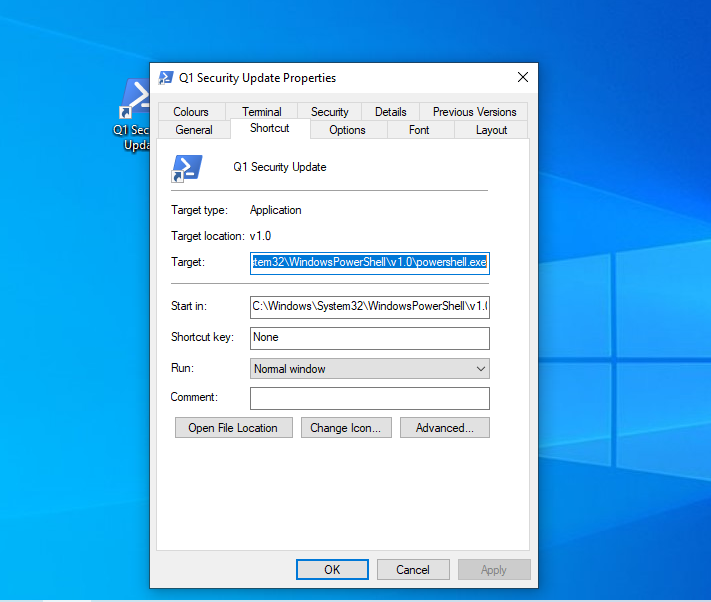 Q1 Security Update Properties
Q1 Sec
Upda
Colours Terminal Security Details Previous Versions
General Shortcut Options Font Layout
Q1 Security Update
Target type: Application
Target location: v1.0
Target: stem32\WindowsPowerShell\v1.0\powershell.exe
Start in: C:\Windows\System32\WindowsPowerShell\v1.0
Shortcut key: None
Run: Normal window
Comment:
Open File Location Change Icon... Advanced...
OK Cancel Apply